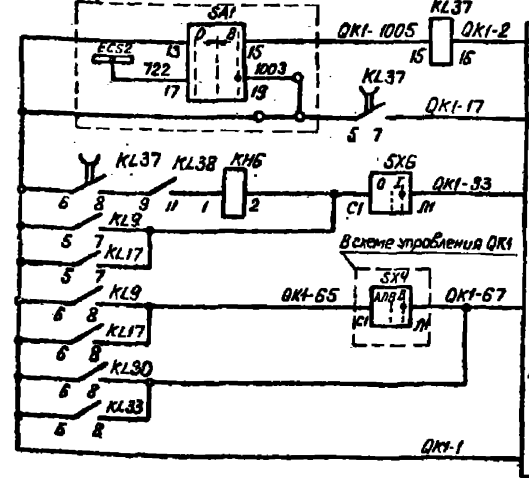 SA1
KL37
ECS2
P
B
QK1-1005
QK1-2
13
15
15
16
722
1003
KL37
17
19
QK1-17
5 7
KL37
KL38
KH6
SX6
O I
QK1-93
6 8
9 11
1 2
C1
Л1
KL9
5 7
KL17
5 7
В схеме управления QK1
KL9
SX4
QK1-65
АПВ
QK1-67
6 8
C1
Л1
KL17
6 8
KL30
6 8
KL33
8
QK1-1